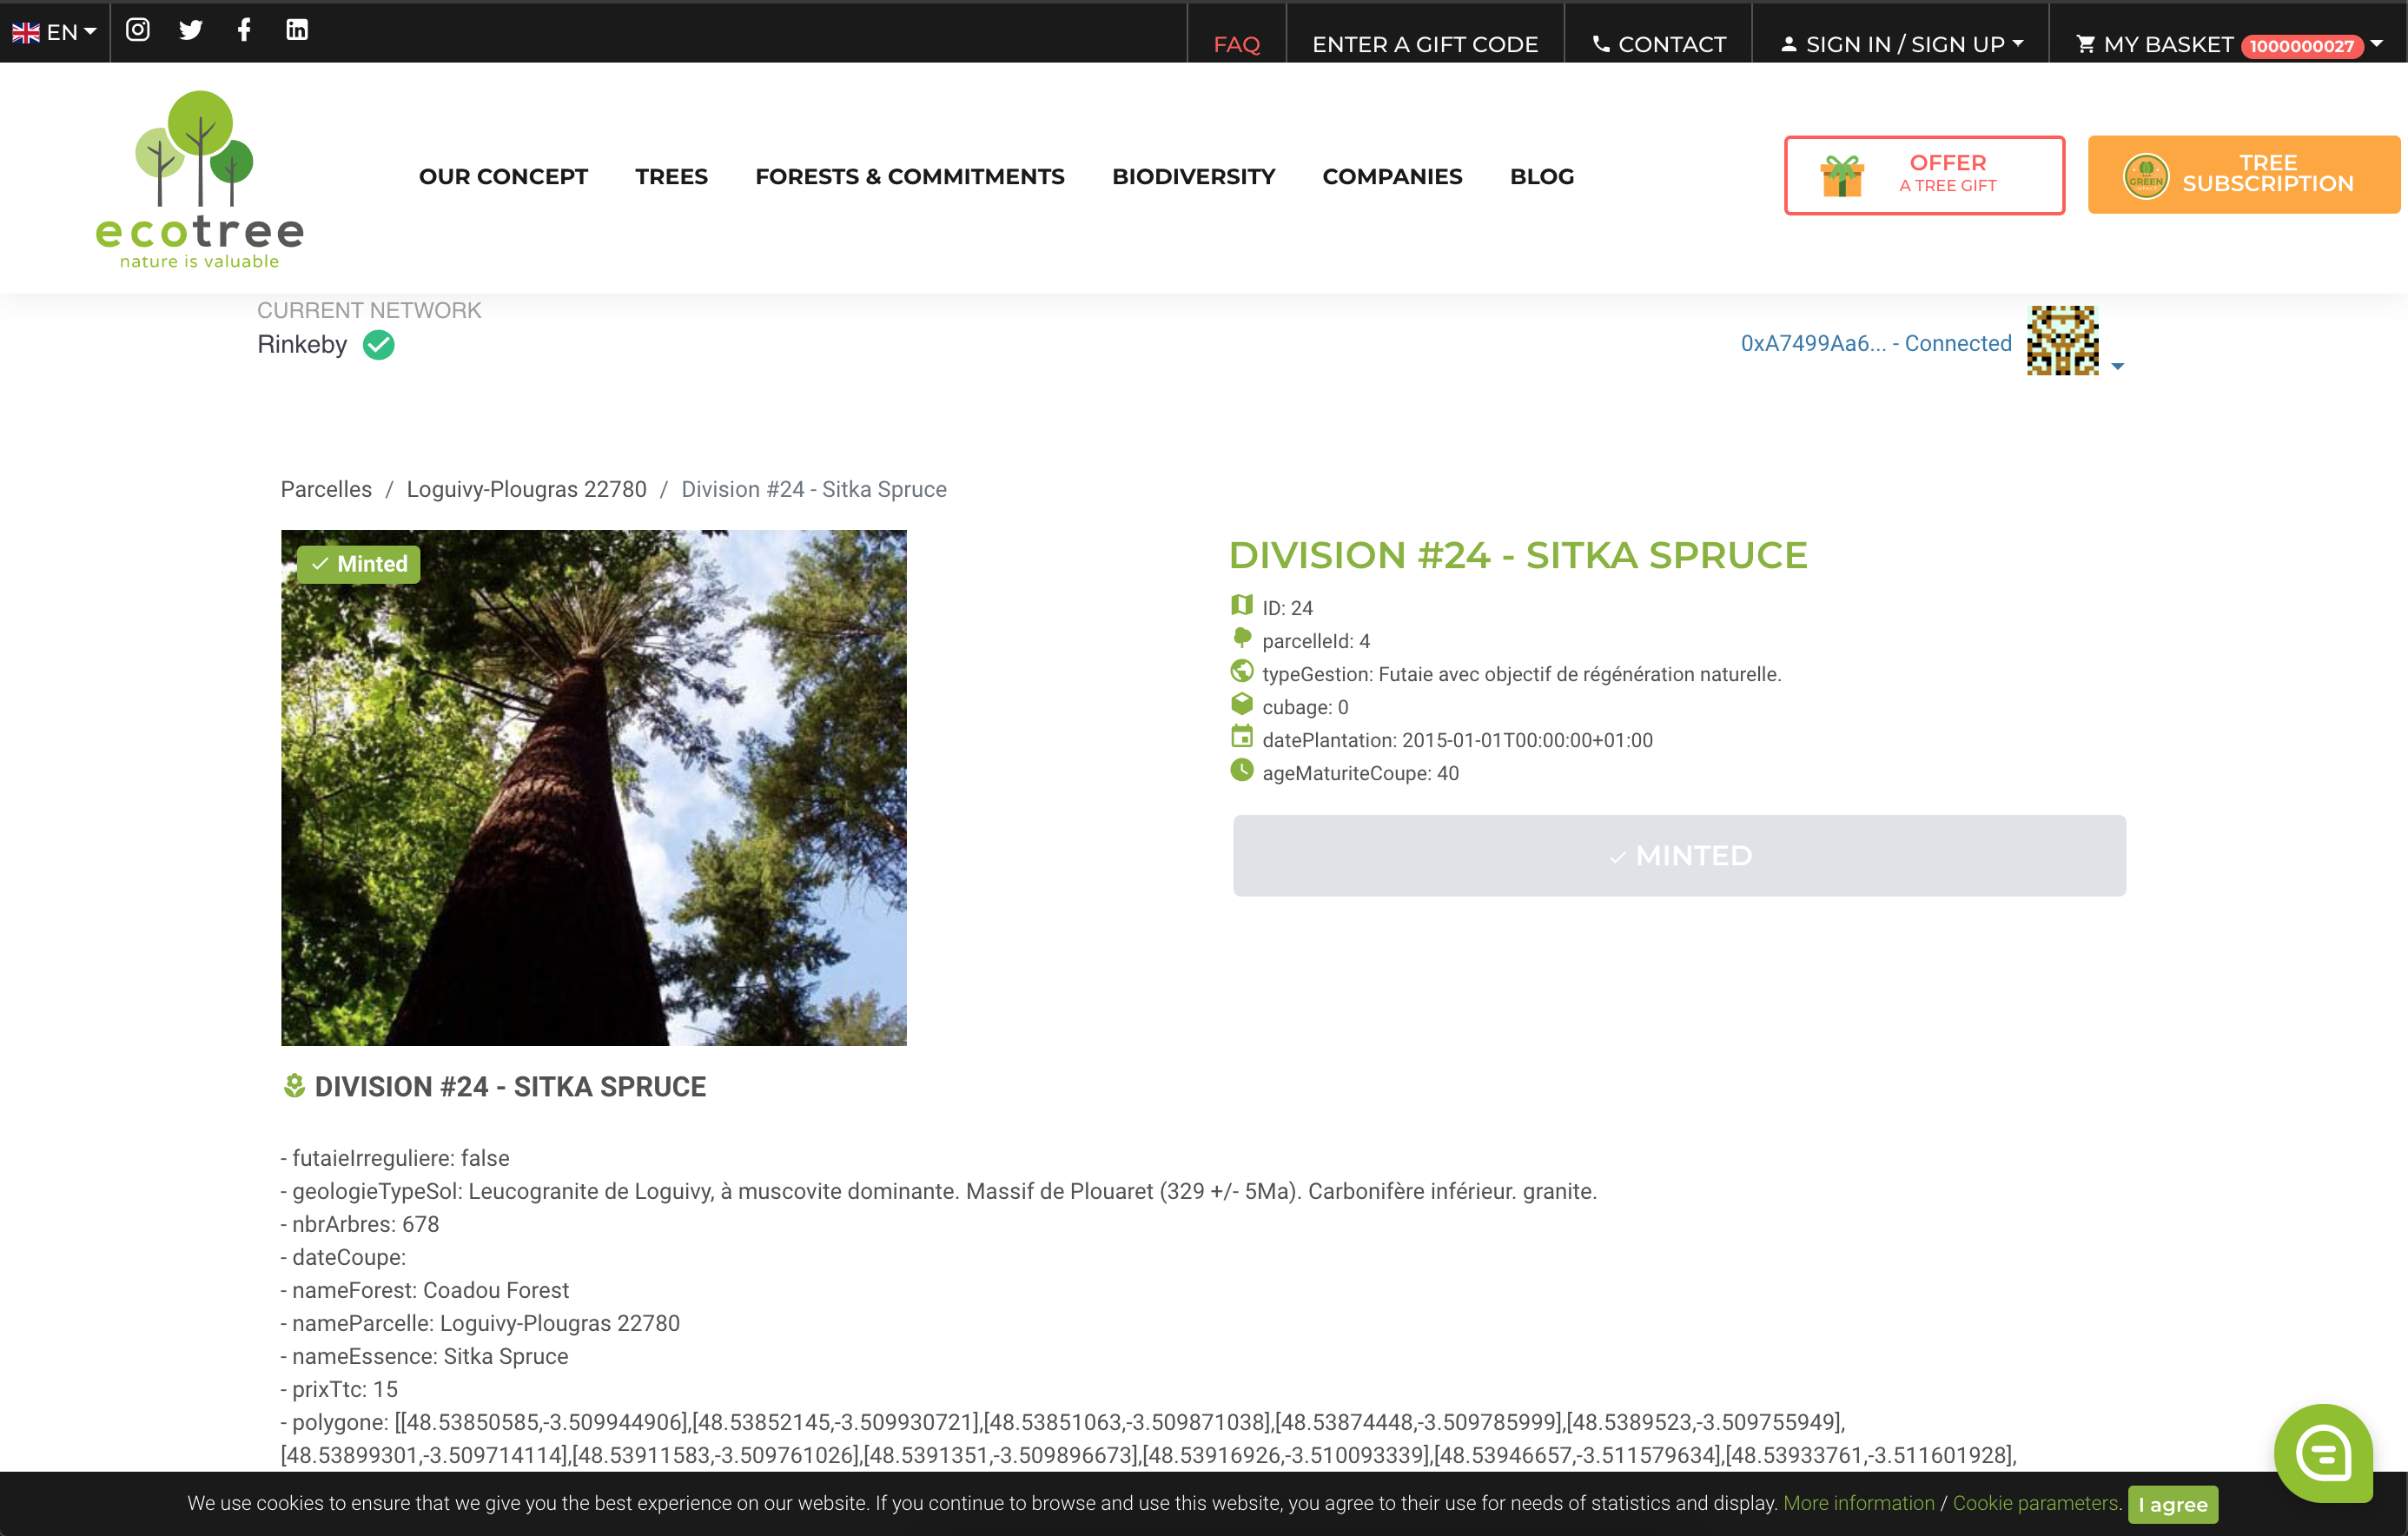 EN
FAQ
ENTER A GIFT CODE
CONTACT
SIGN IN / SIGN UP
MY BASKET 1000000027
ecotree
nature is valuable
OUR CONCEPT
TREES
FORESTS & COMMITMENTS
BIODIVERSITY
COMPANIES
BLOG
OFFER
A TREE GIFT
GREEN
TREE
SUBSCRIPTION
CURRENT NETWORK
Rinkeby
0xA7499Aa6... - Connected
Parcelles / Loguivy-Plougras 22780 / Division #24 - Sitka Spruce
Minted
DIVISION #24 - SITKA SPRUCE
ID: 24
parcelleId: 4
typeGestion: Futaie avec objectif de régénération naturelle.
cubage: 0
datePlantation: 2015-01-01T00:00:00+01:00
ageMaturiteCoupe: 40
MINTED
DIVISION #24 - SITKA SPRUCE
- futaieIrreguliere: false
- geologieTypeSol: Leucogranite de Loguivy, à muscovite dominante. Massif de Plouaret (329 +/- 5Ma). Carbonifère inférieur. granite.
- nbrArbres: 678
- dateCoupe:
- nameForest: Coadou Forest
- nameParcelle: Loguivy-Plougras 22780
- nameEssence: Sitka Spruce
- prixTtc: 15
- polygone: [[48.53850585,-3.509944906],[48.53852145,-3.509930721],[48.53851063,-3.509871038],[48.53874448,-3.509785999],[48.5389523,-3.509755949],
[48.53899301,-3.509714114],[48.53911583,-3.509761026],[48.5391351,-3.509896673],[48.53916926,-3.510093339],[48.53946657,-3.511579634],[48.53933761,-3.511601928],
We use cookies to ensure that we give you the best experience on our website. If you continue to browse and use this website, you agree to their use for needs of statistics and display. More information / Cookie parameters. I agree